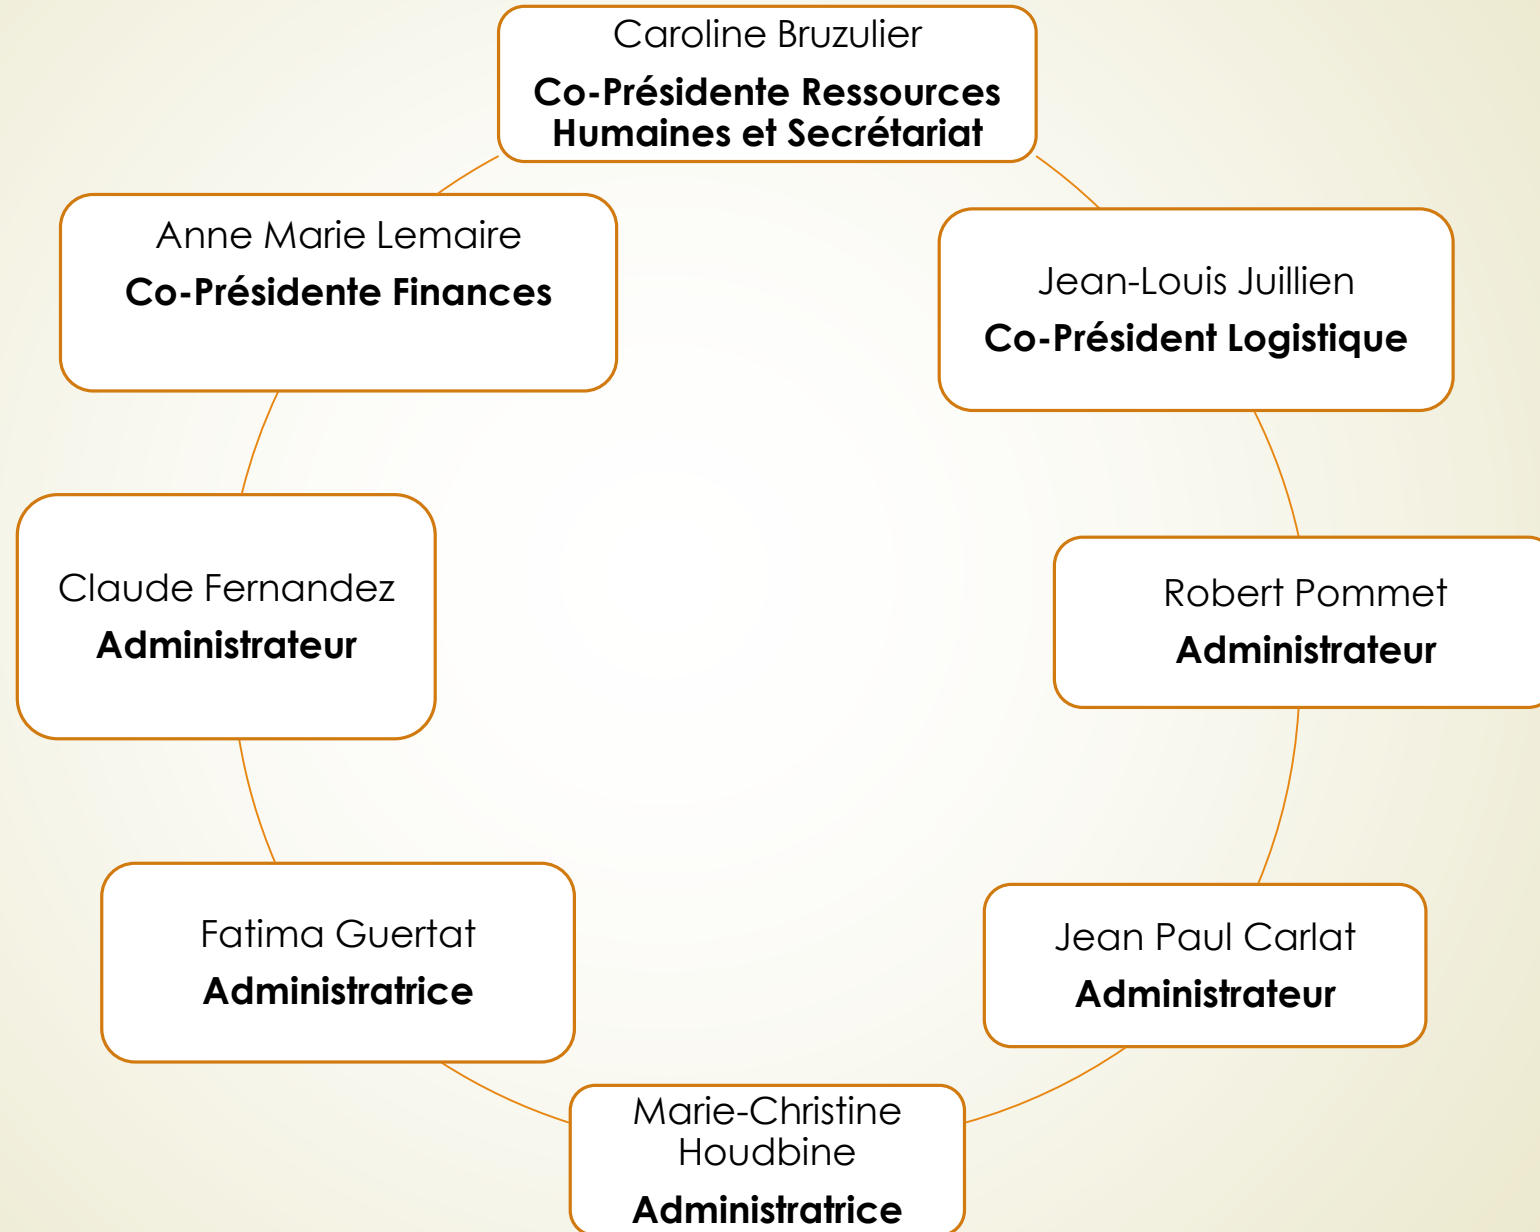 Caroline Bruzulier
Co-Présidente Ressources
Humaines et Secrétariat
Anne Marie Lemaire
Co-Présidente Finances
Jean-Louis Juillien
Co-Président Logistique
Claude Fernandez
Administrateur
Robert Pommet
Administrateur
Fatima Guertat
Administratrice
Jean Paul Carlat
Administrateur
Marie-Christine
Houdbine
Administratrice